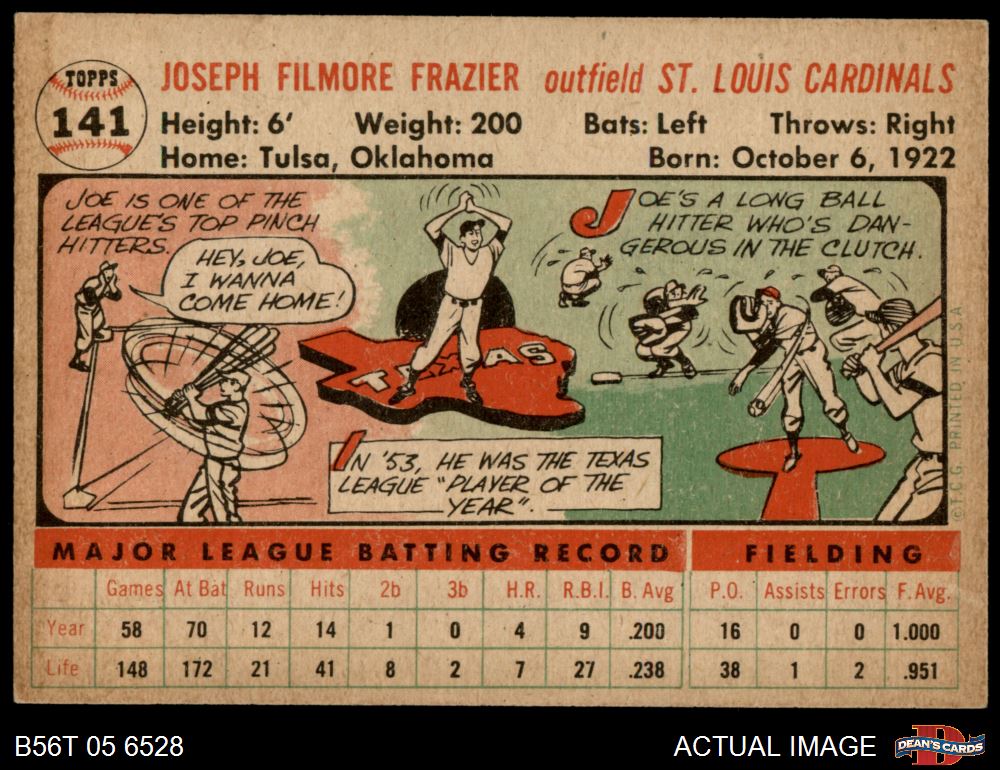 TOPPS
141
JOSEPH FILMORE FRAZIER outfield ST. LOUIS CARDINALS
Height: 6' Weight: 200 Bats: Left Throws: Right
Home: Tulsa, Oklahoma Born: October 6, 1922
JOE IS ONE OF THE
LEAGUE'S TOP PINCH
HITTERS.
HEY, JOE,
I WANNA
COME HOME!
TEXAS
IN '53, HE WAS THE TEXAS
LEAGUE "PLAYER OF THE
YEAR".
JOE'S A LONG BALL
HITTER WHO'S DAN-
GEROUS IN THE CLUTCH.
© T.C.G. PRINTED IN U.S.A
MAJOR LEAGUE BATTING RECORD FIELDING
Games At Bat Runs Hits 2b 3b H.R. R.B.I. B. Avg P.O. Assists Errors F. Avg.
Year 58 70 12 14 1 0 4 9 .200 16 0 0 1.000
Life 148 172 21 41 8 2 7 27 .238 38 1 2 .951
B56T 05 6528 ACTUAL IMAGE
D
DEAN'S CARDS